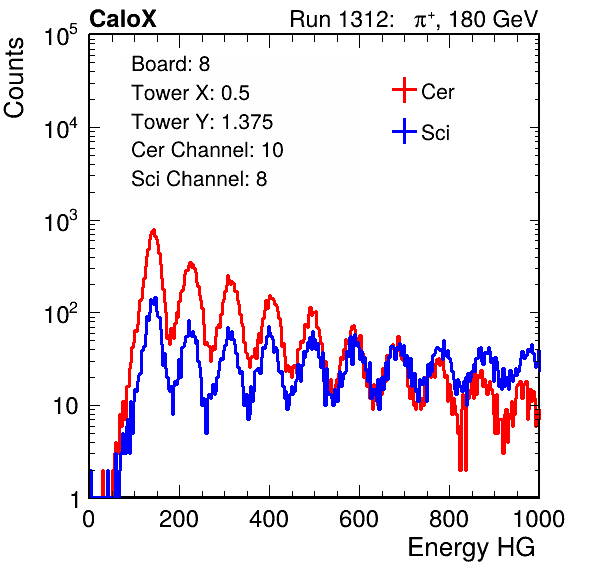 CaloX Run 1312: π⁺, 180 GeV
Counts
10⁵
10⁴
10³
10²
10
1
Board: 8
Tower X: 0.5
Tower Y: 1.375
Cer Channel: 10
Sci Channel: 8
Cer
Sci
0 200 400 600 800 1000
Energy HG